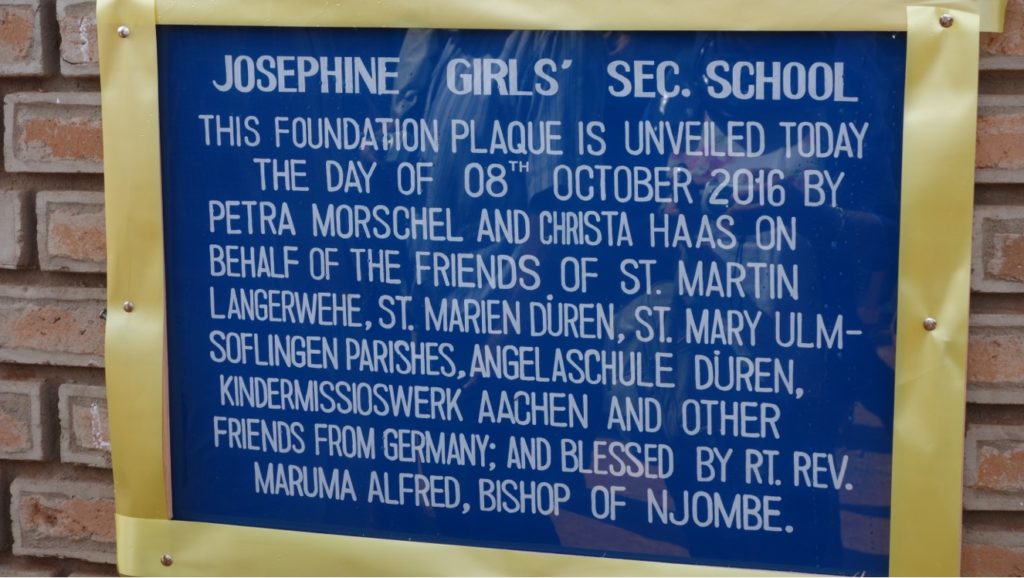 JOSEPHINE GIRLS' SEC. SCHOOL
THIS FOUNDATION PLAQUE IS UNVEILED TODAY
THE DAY OF 08TH OCTOBER 2016 BY
PETRA MORSCHEL AND CHRISTA HAAS ON
BEHALF OF THE FRIENDS OF ST. MARTIN
LANGERWEHE, ST. MARIEN DÜREN, ST. MARY ULM-
SOFLINGEN PARISHES, ANGELASCHULE DÜREN,
KINDERMISSIOSWERK AACHEN AND OTHER
FRIENDS FROM GERMANY; AND BLESSED BY RT. REV.
MARUMA ALFRED, BISHOP OF NJOMBE.